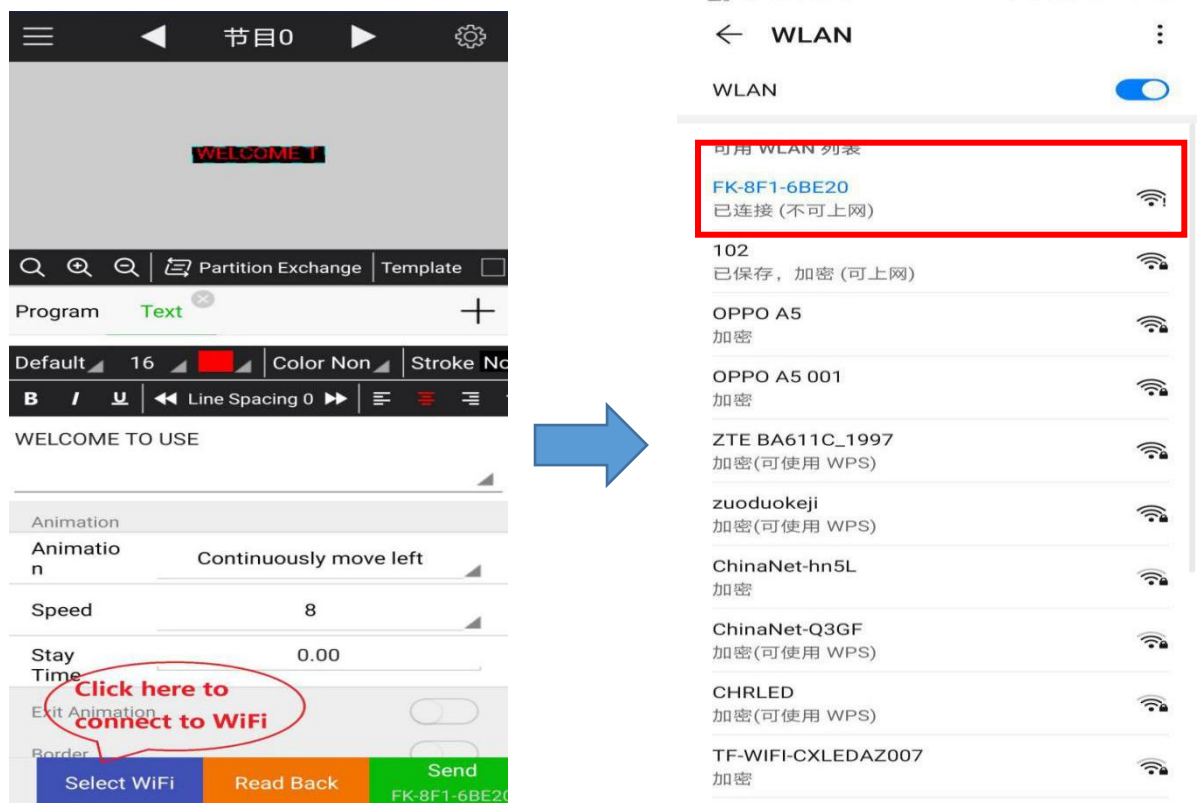 节目0
WELCOME T
Partition Exchange Template
Program Text
Default 16 Color Non Stroke No
B I U Line Spacing 0
WELCOME TO USE
Animation
Animatio
n
Continuously move left
Speed 8
Stay
Time
0.00
Click here to
connect to WiFi
Exit Animation
Border
Select WiFi Read Back Send
FK-8F1-6BE20
WLAN
WLAN
可用 WLAN 列表
FK-8F1-6BE20
已连接 (不可上网)
102
已保存，加密 (可上网)
OPPO A5
加密
OPPO A5 001
加密
ZTE BA611C_1997
加密(可使用 WPS)
zuoduokeji
加密(可使用 WPS)
ChinaNet-hn5L
加密
ChinaNet-Q3GF
加密(可使用 WPS)
CHRLED
加密(可使用 WPS)
TF-WIFI-CXLEDAZ007
加密